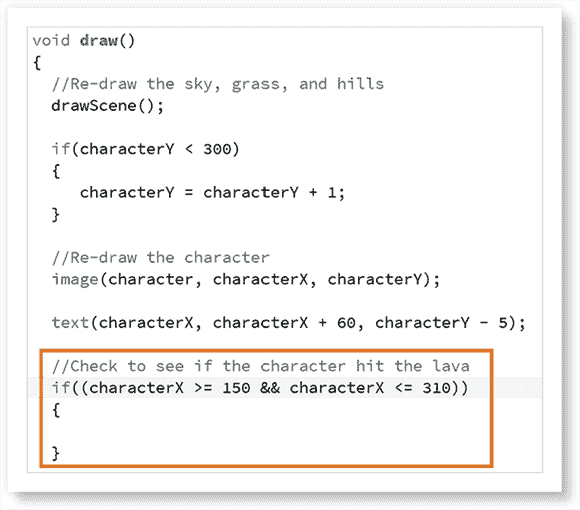 void draw()
{
//Re-draw the sky, grass, and hills
drawScene();
if(characterY < 300)
{
characterY = characterY + 1;
}
//Re-draw the character
image(character, characterX, characterY);
text(characterX, characterX + 60, characterY - 5);
//Check to see if the character hit the lava
if((characterX >= 150 && characterX <= 310))
{
}